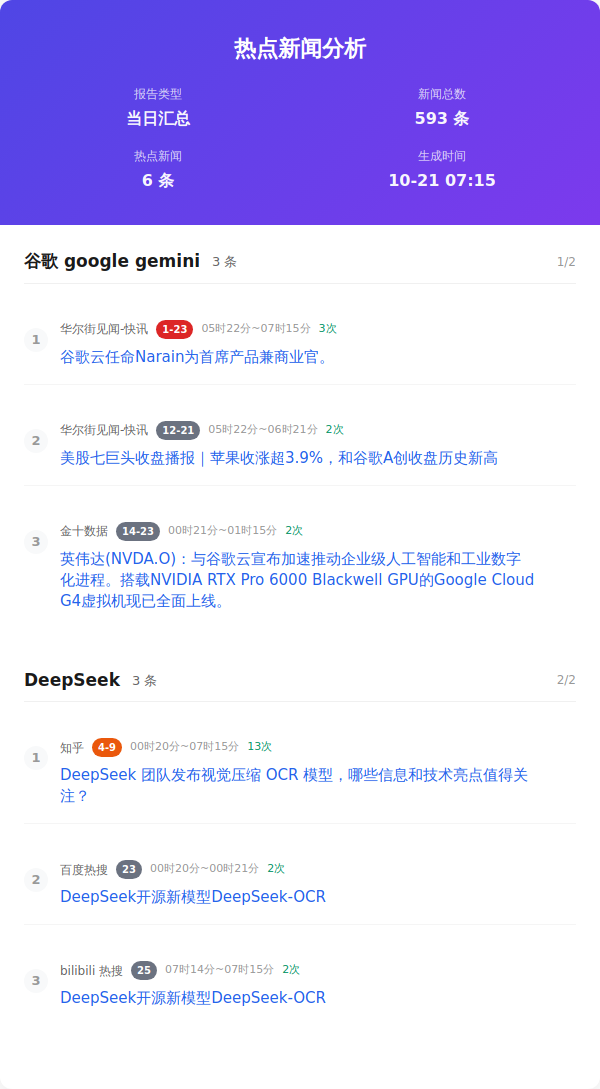 热点新闻分析
报告类型
新闻总数
当日汇总
593 条
热点新闻
生成时间
6 条
10-21 07:15
谷歌 google gemini 3 条 1/2
1
华尔街见闻-快讯 1-23 05时22分~07时15分 3次
谷歌云任命Narain为首席产品兼商业官。
2
华尔街见闻-快讯 12-21 05时22分~06时21分 2次
美股七巨头收盘播报｜苹果收涨超3.9%，和谷歌A创收盘历史新高
3
金十数据 14-23 00时21分~01时15分 2次
英伟达(NVDA.O)：与谷歌云宣布加速推动企业级人工智能和工业数字
化进程。搭载NVIDIA RTX Pro 6000 Blackwell GPU的Google Cloud
G4虚拟机现已全面上线。
DeepSeek 3 条 2/2
1
知乎 4-9 00时20分~07时15分 13次
DeepSeek 团队发布视觉压缩 OCR 模型，哪些信息和技术亮点值得关
注？
2
百度热搜 23 00时20分~00时21分 2次
DeepSeek开源新模型DeepSeek-OCR
3
bilibili 热搜 25 07时14分~07时15分 2次
DeepSeek开源新模型DeepSeek-OCR